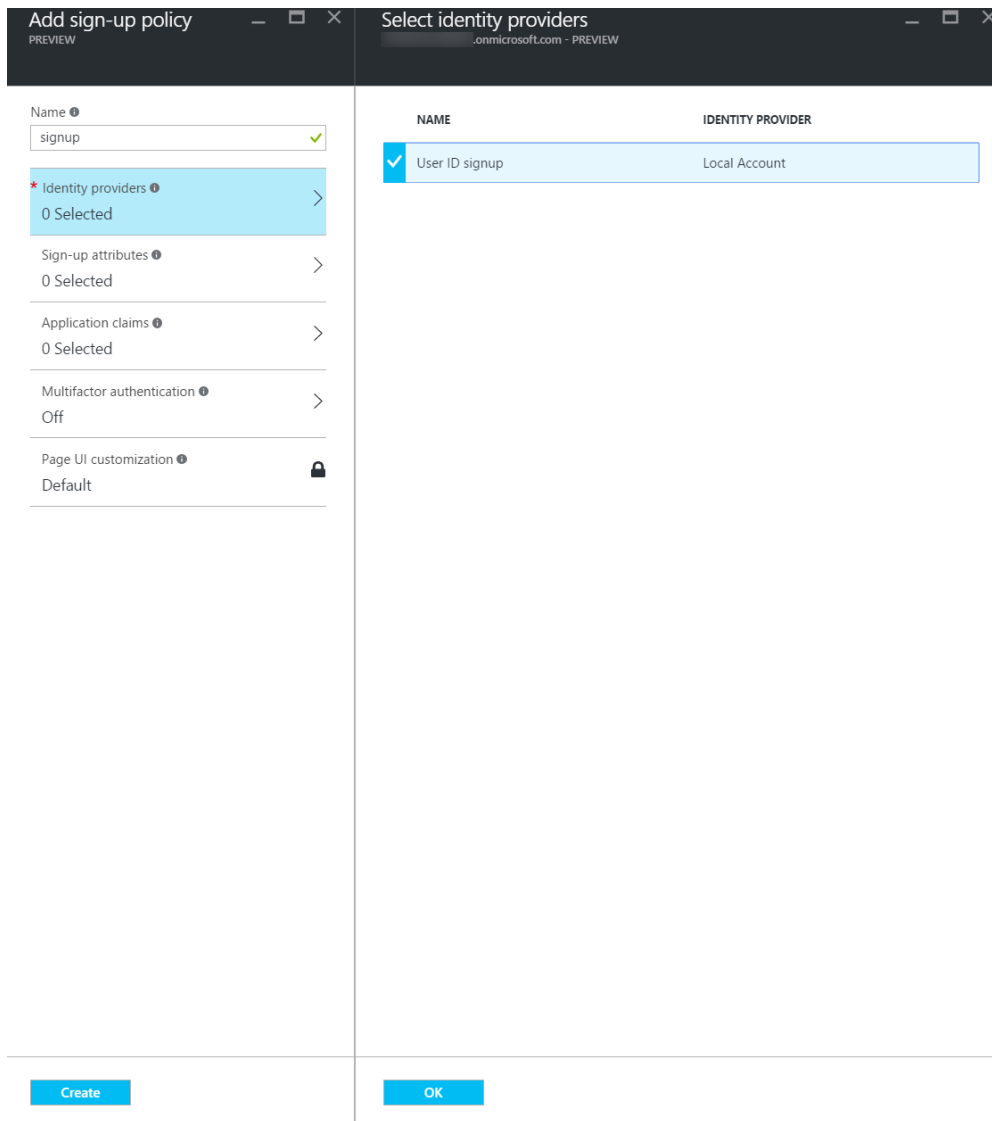 Add sign-up policy
PREVIEW
Name
signup
* Identity providers
0 Selected
Sign-up attributes
0 Selected
Application claims
0 Selected
Multifactor authentication
Off
Page UI customization
Default
Create
Select identity providers
.onmicrosoft.com - PREVIEW
NAME IDENTITY PROVIDER
User ID signup Local Account
OK